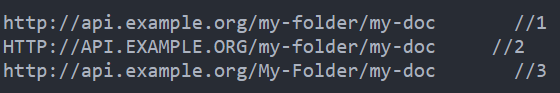 http://api.example.org/my-folder/my-doc //1
HTTP://API.EXAMPLE.ORG/my-folder/my-doc //2
http://api.example.org/My-Folder/my-doc //3